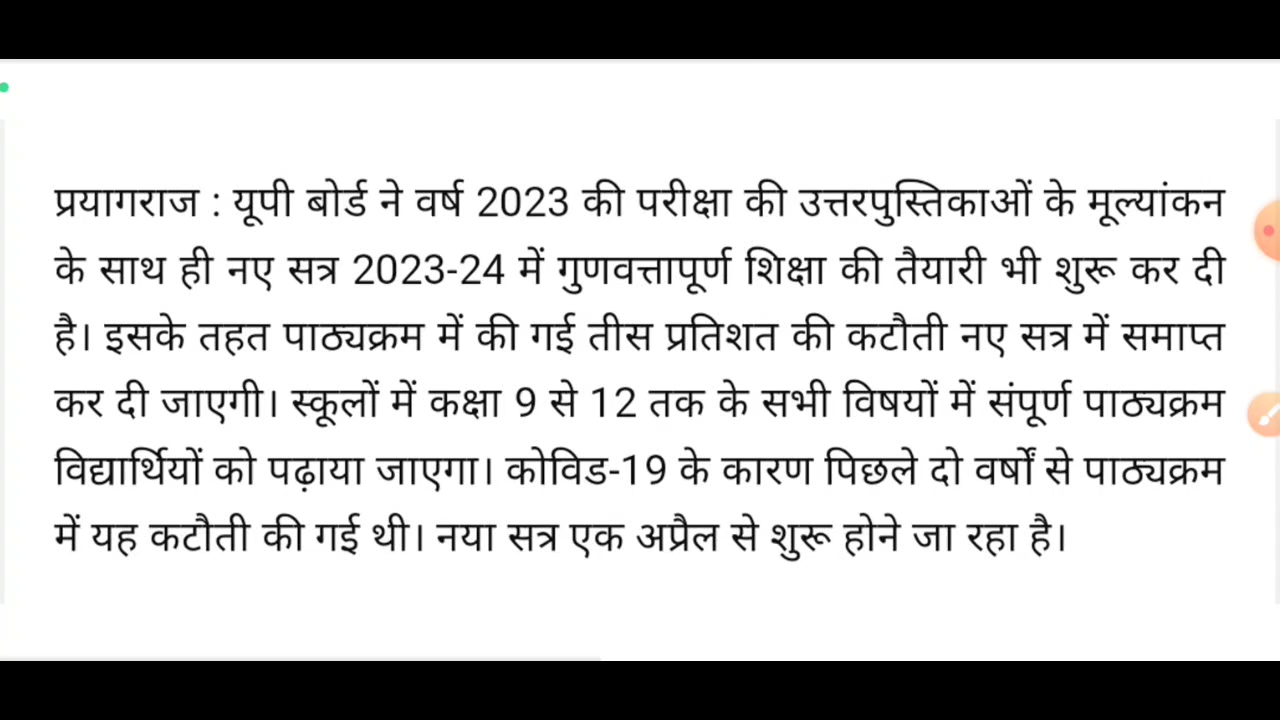 प्रयागराज : यूपी बोर्ड ने वर्ष 2023 की परीक्षा की उत्तरपुस्तिकाओं के मूल्यांकन
के साथ ही नए सत्र 2023-24 में गुणवत्तापूर्ण शिक्षा की तैयारी भी शुरू कर दी
है। इसके तहत पाठ्यक्रम में की गई तीस प्रतिशत की कटौती नए सत्र में समाप्त
कर दी जाएगी। स्कूलों में कक्षा 9 से 12 तक के सभी विषयों में संपूर्ण पाठ्यक्रम
विद्यार्थियों को पढ़ाया जाएगा। कोविड-19 के कारण पिछले दो वर्षों से पाठ्यक्रम
में यह कटौती की गई थी। नया सत्र एक अप्रैल से शुरू होने जा रहा है।